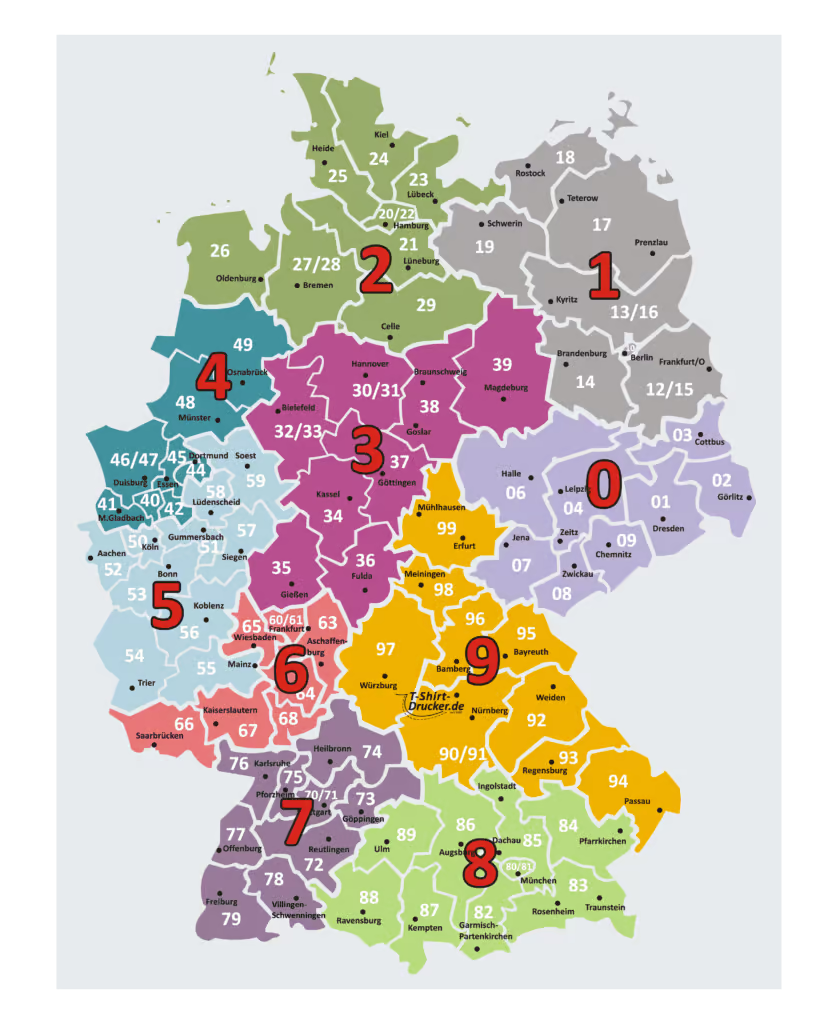 Kiel
Heide
24
25
18
Rostock
23
Lübeck
Teterow
20/22
Hamburg
Schwerin
17
19
Prenzlau
26
21
2
Lüneburg
27/28
Oldenburg
Bremen
1
Kyritz
13/16
29
Celle
49
39
10
Berlin
Brandenburg
Frankfurt/O
4
Osnabrück
Hannover
30/31
Braunschweig
Magdeburg
14
12/15
48
Münster
Bielefeld
38
32/33
Goslar
3
03
Cottbus
46/47
45
Dortmund
Soest
44
Duisburg
Essen
59
37
Göttingen
Halle
06
Leipzig
04
0
02
Görlitz
01
Dresden
41
40
42
58
Lüdenscheid
M.Gladbach
Kassel
34
Mühlhausen
99
Erfurt
57
Gummersbach
50
Köln
51
Siegen
Aachen
52
Bonn
Jena
Zeitz
09
Chemnitz
07
Zwickau
08
53
5
35
Gießen
36
Fulda
Meiningen
98
Koblenz
56
65
60/61
Frankfurt
63
Wiesbaden
Aschaffen-
burg
96
95
Bayreuth
54
55
Trier
Mainz
6
64
97
Würzburg
9
Bamberg
T-Shirt-
Drucker.de
Weiden
92
Nürnberg
66
Saarbrücken
Kaiserslautern
67
68
Heilbronn
74
90/91
93
Regensburg
94
Passau
76
Karlsruhe
75
Pforzheim
70/71
tgart
73
Göppingen
7
Ingolstadt
77
Offenburg
Reutlingen
72
89
Ulm
86
Augsburg
8
Dachau
85
84
Pfarrkirchen
80/81
München
78
Villingen-
Schwenningen
Freiburg
79
88
Ravensburg
87
Kempten
82
Garmisch-
Partenkirchen
83
Rosenheim
Traunstein